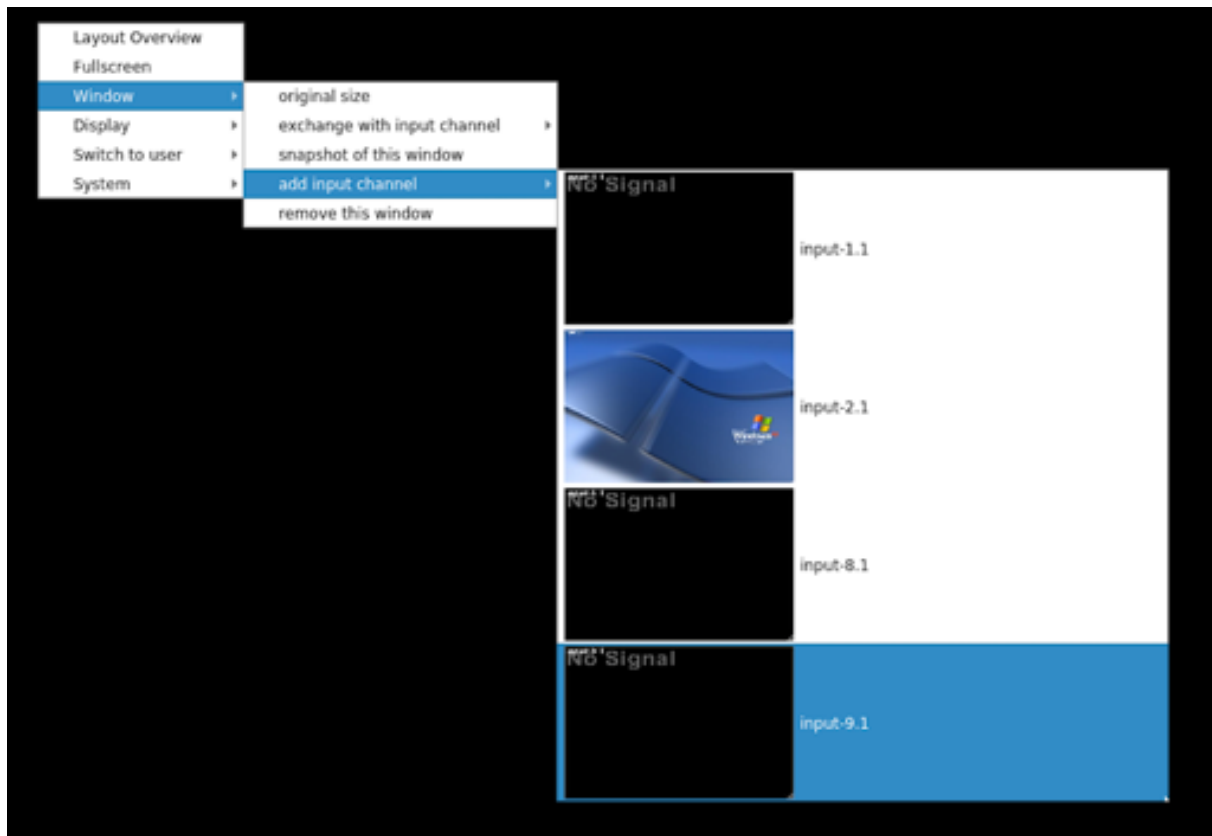 Layout Overview
Fullscreen
Window
Display
Switch to user
System
original size
exchange with input channel
snapshot of this window
add input channel
remove this window
No Signal
input-1.1
Windows
input-2.1
No Signal
input-8.1
No Signal
input-9.1